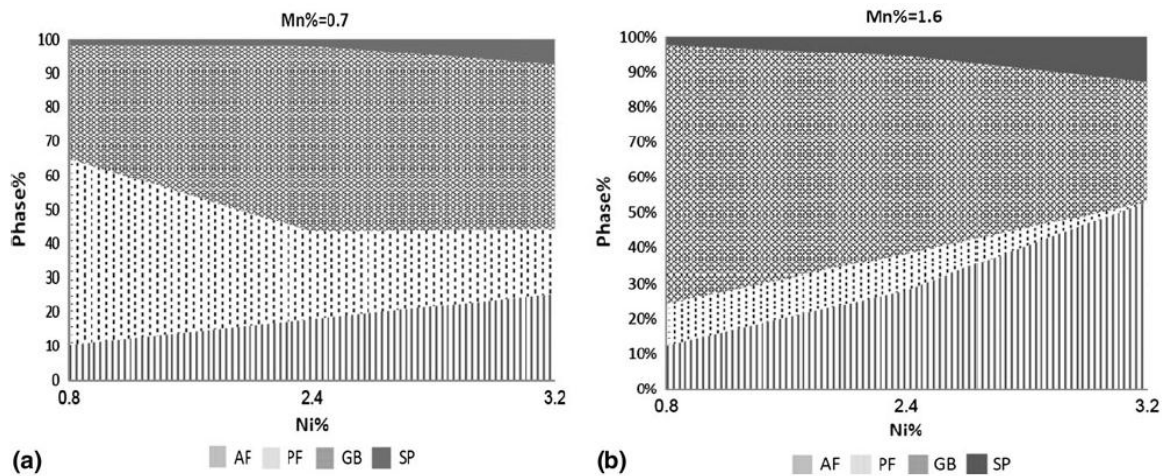 Mn%=0.7
100
90
80
70
60
50
40
30
20
10
0
Phase%
0.8 2.4 3.2
Ni%
(a) AF PF GB SP
Mn%=1.6
100%
90%
80%
70%
60%
50%
40%
30%
20%
10%
0%
Phase%
0.8 2.4 3.2
Ni%
(b) AF PF GB SP